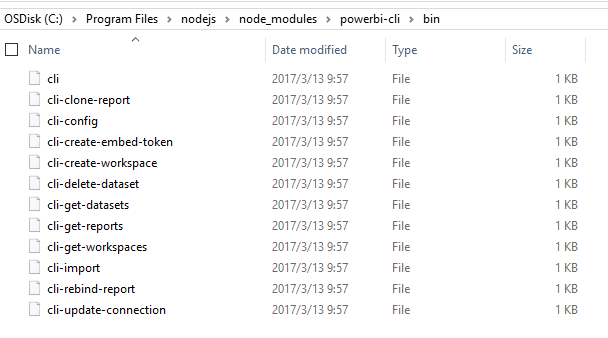 OSDisk (C:) > Program Files > nodejs > node_modules > powerbi-cli > bin
Name Date modified Type Size
cli 2017/3/13 9:57 File 1 KB
cli-clone-report 2017/3/13 9:57 File 1 KB
cli-config 2017/3/13 9:57 File 1 KB
cli-create-embed-token 2017/3/13 9:57 File 1 KB
cli-create-workspace 2017/3/13 9:57 File 1 KB
cli-delete-dataset 2017/3/13 9:57 File 1 KB
cli-get-datasets 2017/3/13 9:57 File 1 KB
cli-get-reports 2017/3/13 9:57 File 1 KB
cli-get-workspaces 2017/3/13 9:57 File 1 KB
cli-import 2017/3/13 9:57 File 1 KB
cli-rebind-report 2017/3/13 9:57 File 1 KB
cli-update-connection 2017/3/13 9:57 File 1 KB